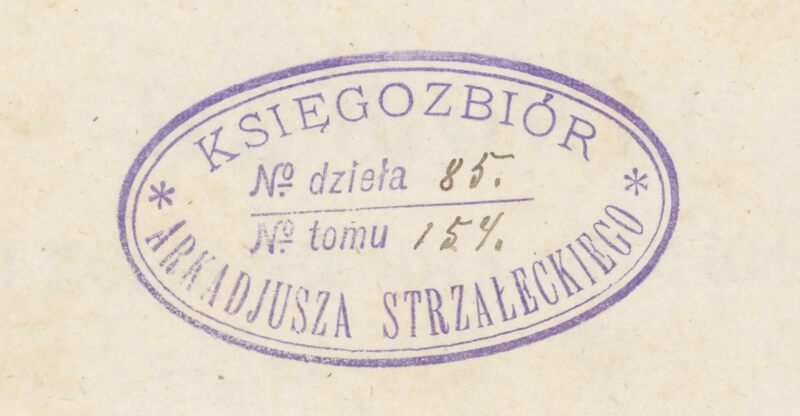 KSIĘGOZBIÓR
№ dzieła 85.
№ tomu 154.
* ARKADJUSZA STRZAŁECKIEGO *